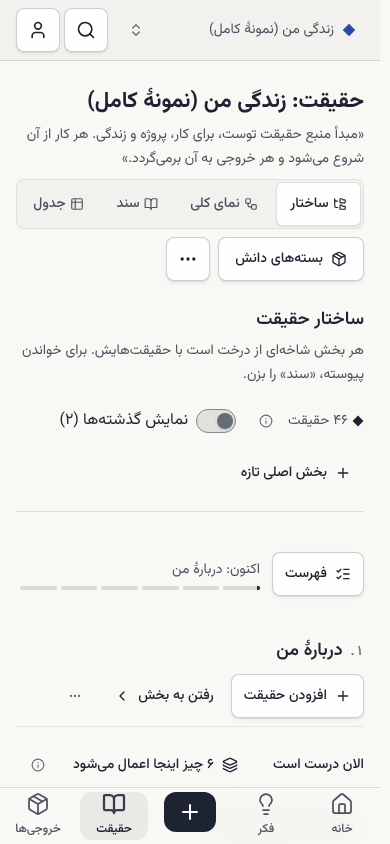 زندگی من (نمونهٔ کامل)
حقیقت: زندگی من (نمونهٔ کامل)
«مبدأ منبع حقیقت توست، برای کار، پروژه و زندگی. هر کار از آن
شروع می‌شود و هر خروجی به آن برمی‌گردد.»
ساختار
نمای کلی
سند
جدول
بسته‌های دانش
ساختار حقیقت
هر بخش شاخه‌ای از درخت است با حقیقت‌هایش. برای خواندن
پیوسته، «سند» را بزن.
۴۶ حقیقت
نمایش گذشته‌ها (۲)
بخش اصلی تازه
فهرست
اکنون: دربارهٔ من
۱. دربارهٔ من
افزودن حقیقت
رفتن به بخش
الان درست است
۶ چیز اینجا اعمال می‌شود
خانه
فکر
حقیقت
خروجی‌ها